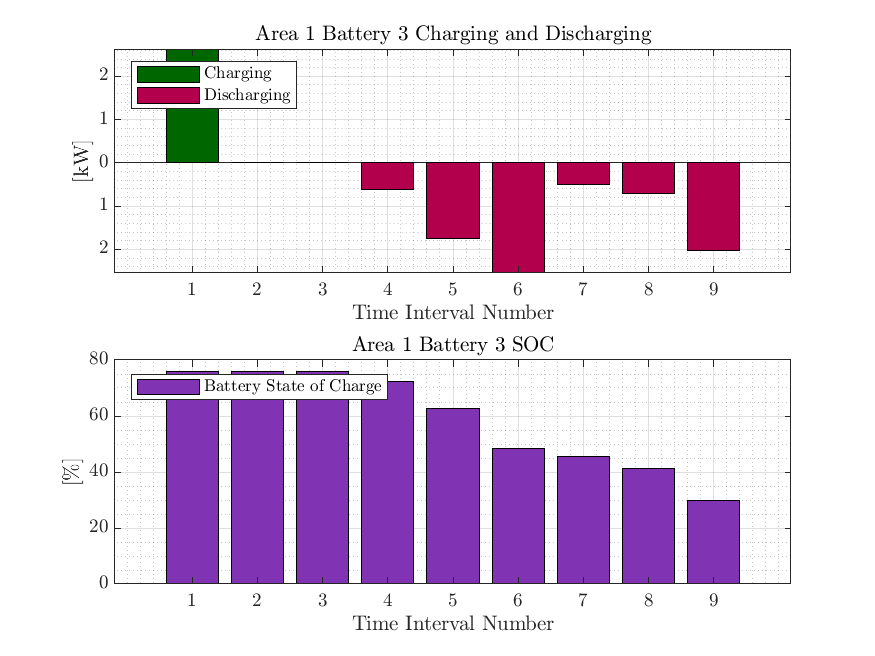 Area 1 Battery 3 Charging and Discharging
2
1
0
1
2
[kW]
Charging
Discharging
1 2 3 4 5 6 7 8 9
Time Interval Number
Area 1 Battery 3 SOC
80
60
40
20
0
[%]
Battery State of Charge
1 2 3 4 5 6 7 8 9
Time Interval Number